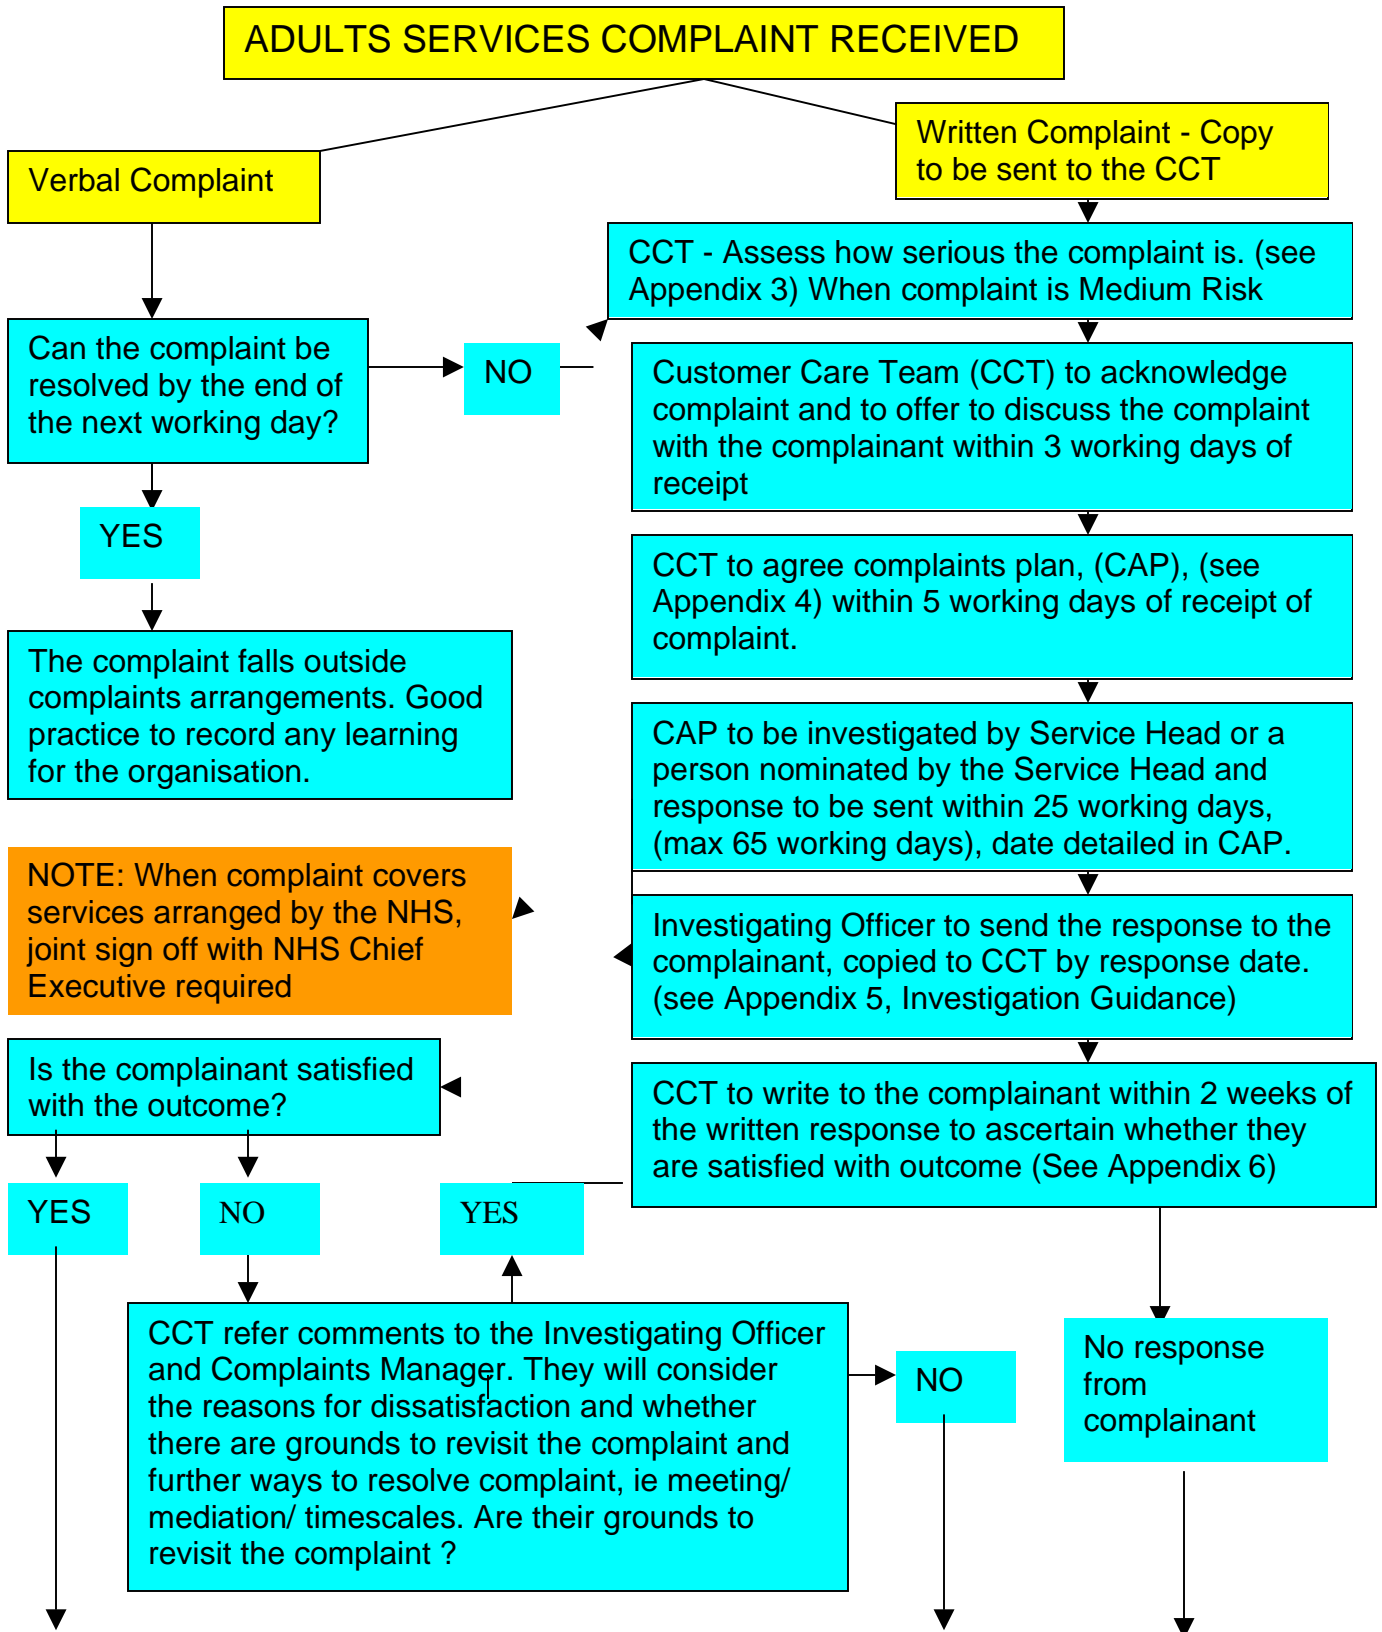 ADULTS SERVICES COMPLAINT RECEIVED
Written Complaint - Copy
to be sent to the CCT
Verbal Complaint
CCT - Assess how serious the complaint is. (see
Appendix 3) When complaint is Medium Risk
Can the complaint be
resolved by the end of
the next working day?
NO
Customer Care Team (CCT) to acknowledge
complaint and to offer to discuss the complaint
with the complainant within 3 working days of
receipt
YES
CCT to agree complaints plan, (CAP), (see
Appendix 4) within 5 working days of receipt of
complaint.
The complaint falls outside
complaints arrangements. Good
practice to record any learning
for the organisation.
CAP to be investigated by Service Head or a
person nominated by the Service Head and
response to be sent within 25 working days,
(max 65 working days), date detailed in CAP.
NOTE: When complaint covers
services arranged by the NHS,
joint sign off with NHS Chief
Executive required
Investigating Officer to send the response to the
complainant, copied to CCT by response date.
(see Appendix 5, Investigation Guidance)
Is the complainant satisfied
with the outcome?
CCT to write to the complainant within 2 weeks of
the written response to ascertain whether they
are satisfied with outcome (See Appendix 6)
YES
NO
YES
CCT refer comments to the Investigating Officer
and Complaints Manager. They will consider
the reasons for dissatisfaction and whether
there are grounds to revisit the complaint and
further ways to resolve complaint, ie meeting/
mediation/ timescales. Are their grounds to
revisit the complaint ?
NO
No response
from
complainant